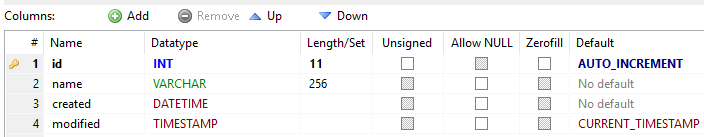 Columns: Add Remove Up Down
# Name Datatype Length/Set Unsigned Allow NULL Zerofill Default
1 id INT 11 AUTO_INCREMENT
2 name VARCHAR 256 No default
3 created DATETIME No default
4 modified TIMESTAMP CURRENT_TIMESTAMP